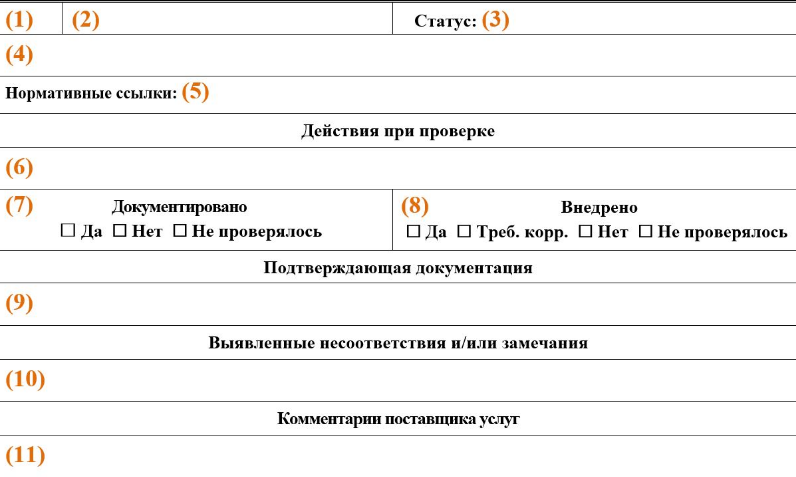 (1) (2) Статус: (3)
(4)
Нормативные ссылки: (5)
Действия при проверке
(6)
(7) Документировано
☐ Да ☐ Нет ☐ Не проверялось
(8) Внедрено
☐ Да ☐ Треб. корр. ☐ Нет ☐ Не проверялось
Подтверждающая документация
(9)
Выявленные несоответствия и/или замечания
(10)
Комментарии поставщика услуг
(11)